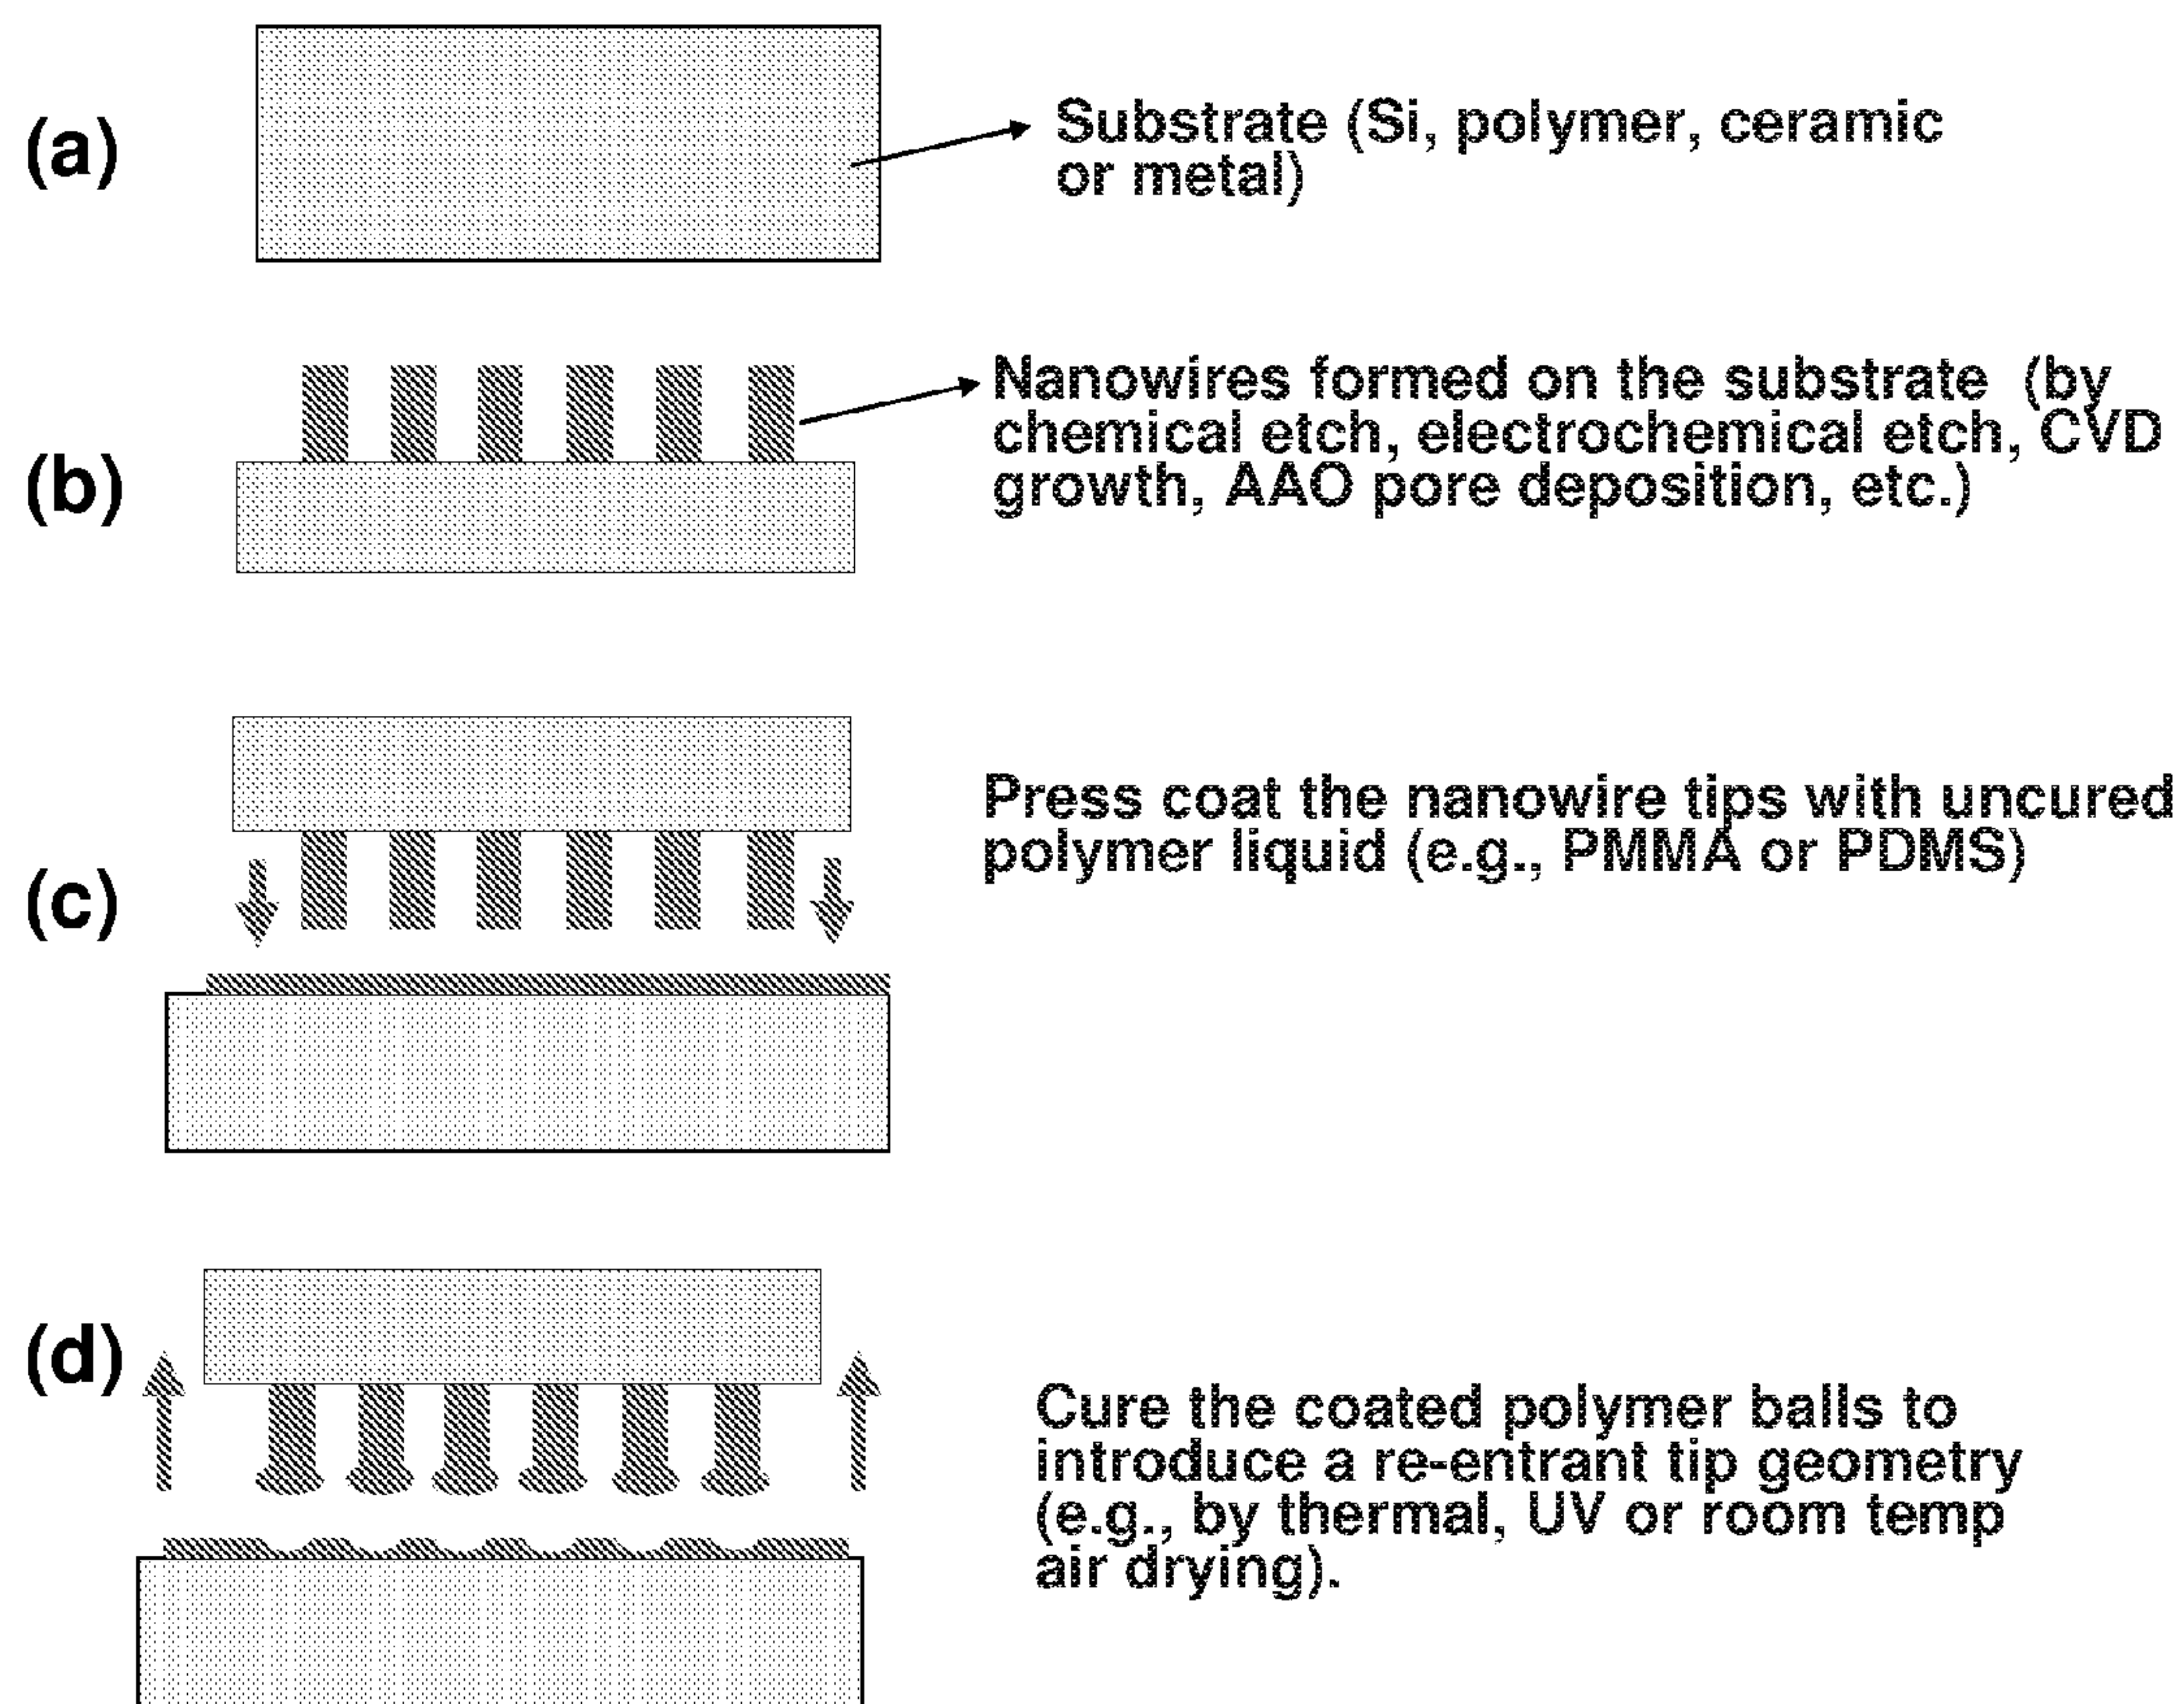 (a)
Substrate (Si, polymer, ceramic
or metal)
(b)
Nanowires formed on the substrate (by
chemical etch, electrochemical etch, CVD
growth, AAO pore deposition, etc.)
(c)
Press coat the nanowire tips with uncured
polymer liquid (e.g., PMMA or PDMS)
(d)
Cure the coated polymer balls to
introduce a re-entrant tip geometry
(e.g., by thermal, UV or room temp
air drying).